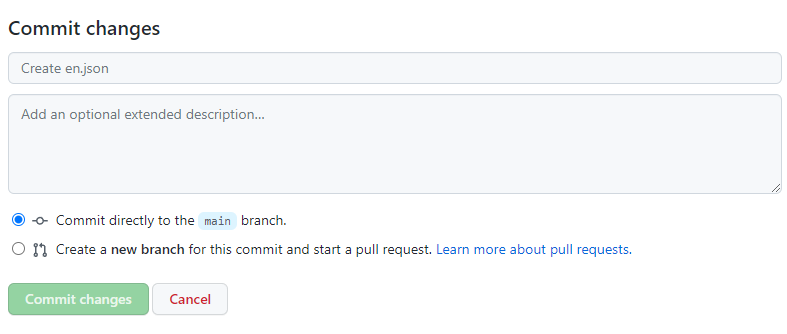 Commit changes
Create en.json
Add an optional extended description...
Commit directly to the main branch.
Create a new branch for this commit and start a pull request. Learn more about pull requests.
Commit changes Cancel